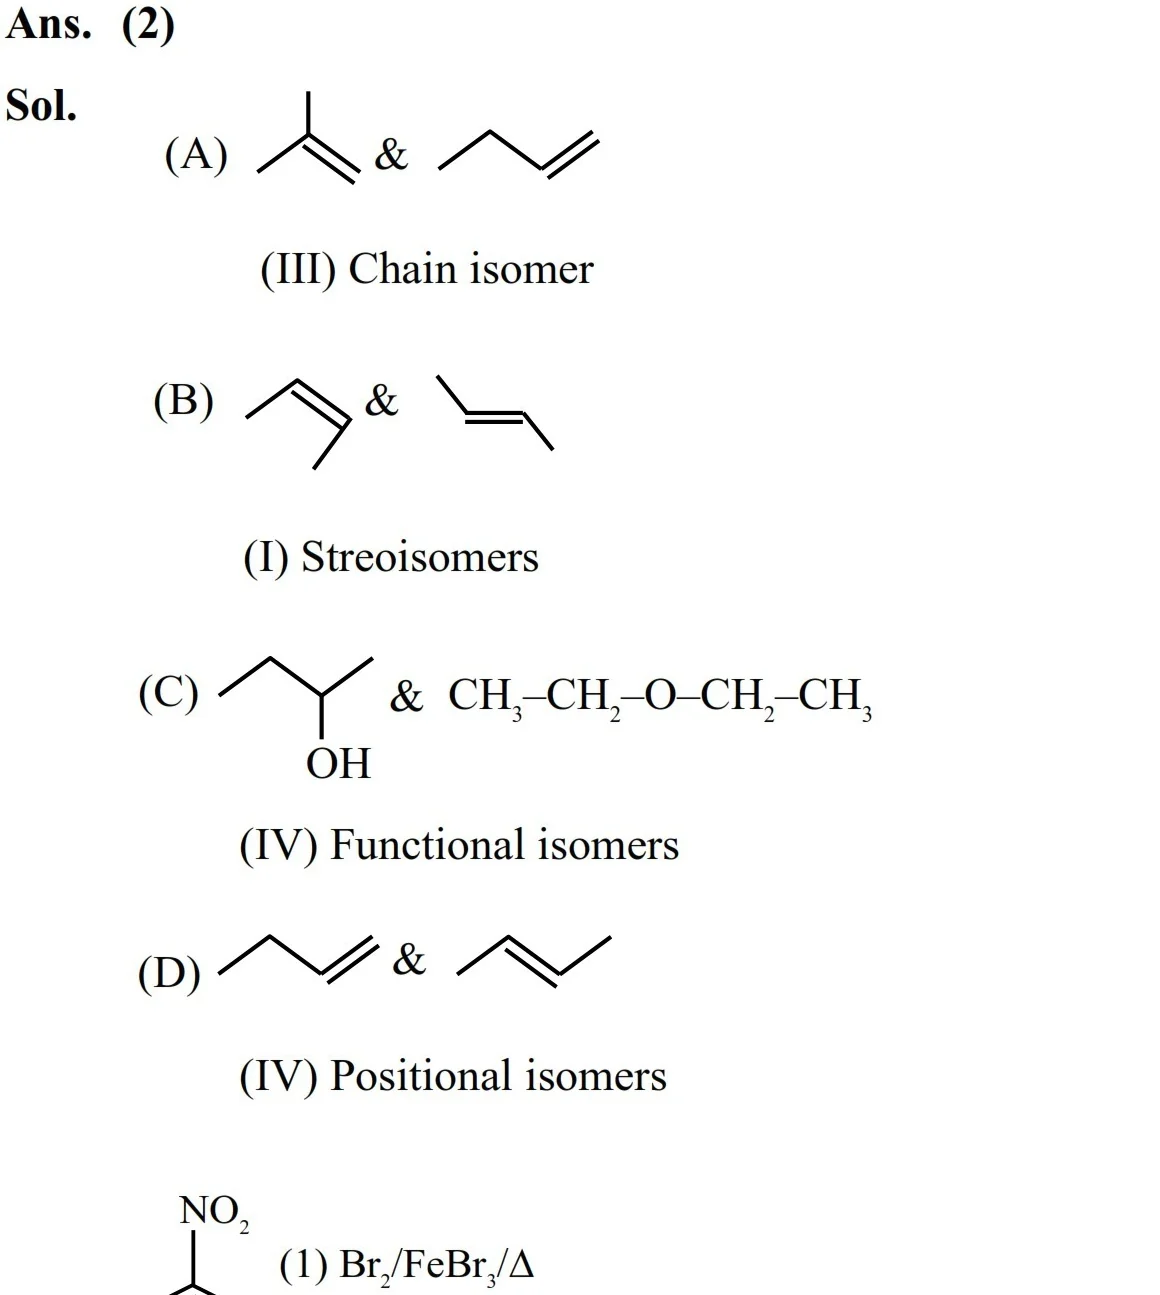 Ans. (2)
Sol.
(A) &
(III) Chain isomer
(B) &
(I) Streoisomers
(C) & CH₃–CH₂–O–CH₂–CH₃
OH
(IV) Functional isomers
(D) &
(IV) Positional isomers
NO₂
(1) Br₂/FeBr₃/Δ